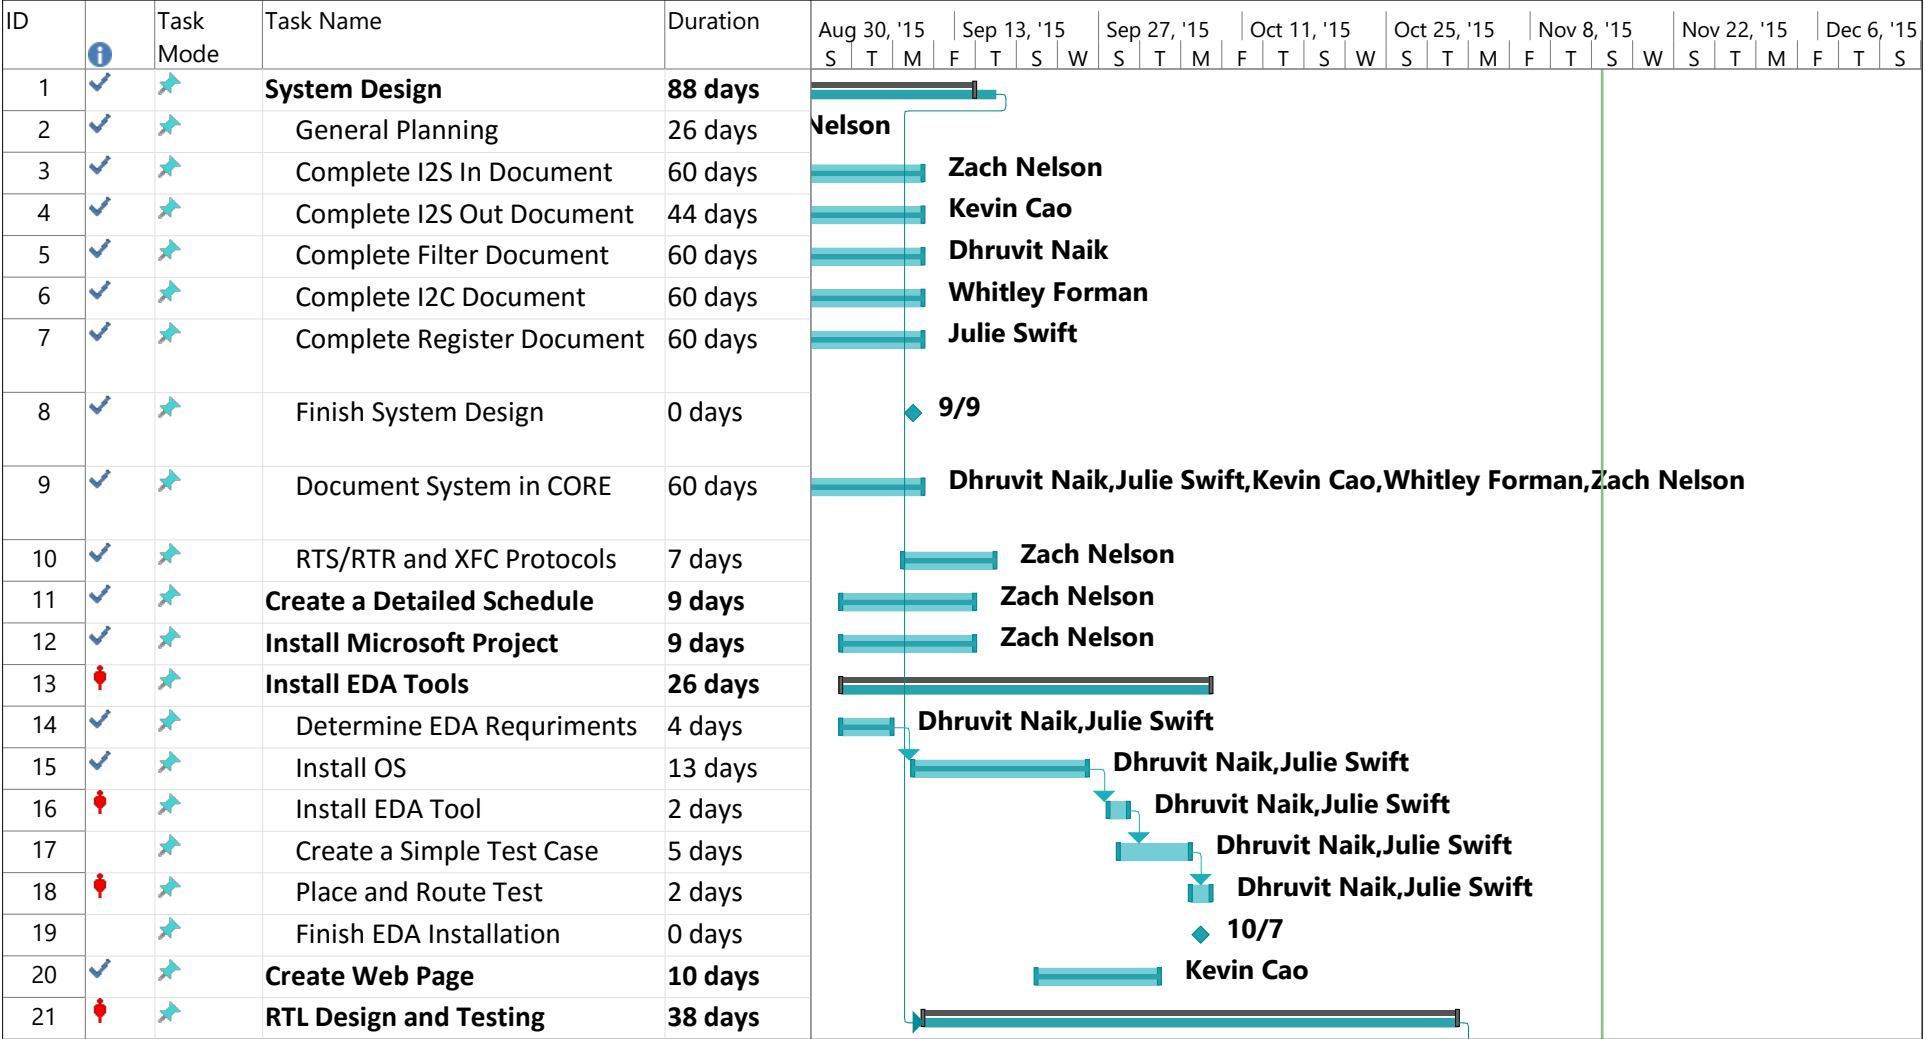 ID Task Mode Task Name Duration Aug 30, '15 Sep 13, '15 Sep 27, '15 Oct 11, '15 Oct 25, '15 Nov 8, '15 Nov 22, '15 Dec 6, '15
S T M F T S W S T M F T S W S T M F T S W S T M F T S
1 System Design 88 days
2 General Planning 26 days Nelson
3 Complete I2S In Document 60 days Zach Nelson
4 Complete I2S Out Document 44 days Kevin Cao
5 Complete Filter Document 60 days Dhruvit Naik
6 Complete I2C Document 60 days Whitley Forman
7 Complete Register Document 60 days Julie Swift
8 Finish System Design 0 days 9/9
9 Document System in CORE 60 days Dhruvit Naik,Julie Swift,Kevin Cao,Whitley Forman,Zach Nelson
10 RTS/RTR and XFC Protocols 7 days Zach Nelson
11 Create a Detailed Schedule 9 days Zach Nelson
12 Install Microsoft Project 9 days Zach Nelson
13 Install EDA Tools 26 days
14 Determine EDA Requriments 4 days Dhruvit Naik,Julie Swift
15 Install OS 13 days Dhruvit Naik,Julie Swift
16 Install EDA Tool 2 days Dhruvit Naik,Julie Swift
17 Create a Simple Test Case 5 days Dhruvit Naik,Julie Swift
18 Place and Route Test 2 days Dhruvit Naik,Julie Swift
19 Finish EDA Installation 0 days 10/7
20 Create Web Page 10 days Kevin Cao
21 RTL Design and Testing 38 days